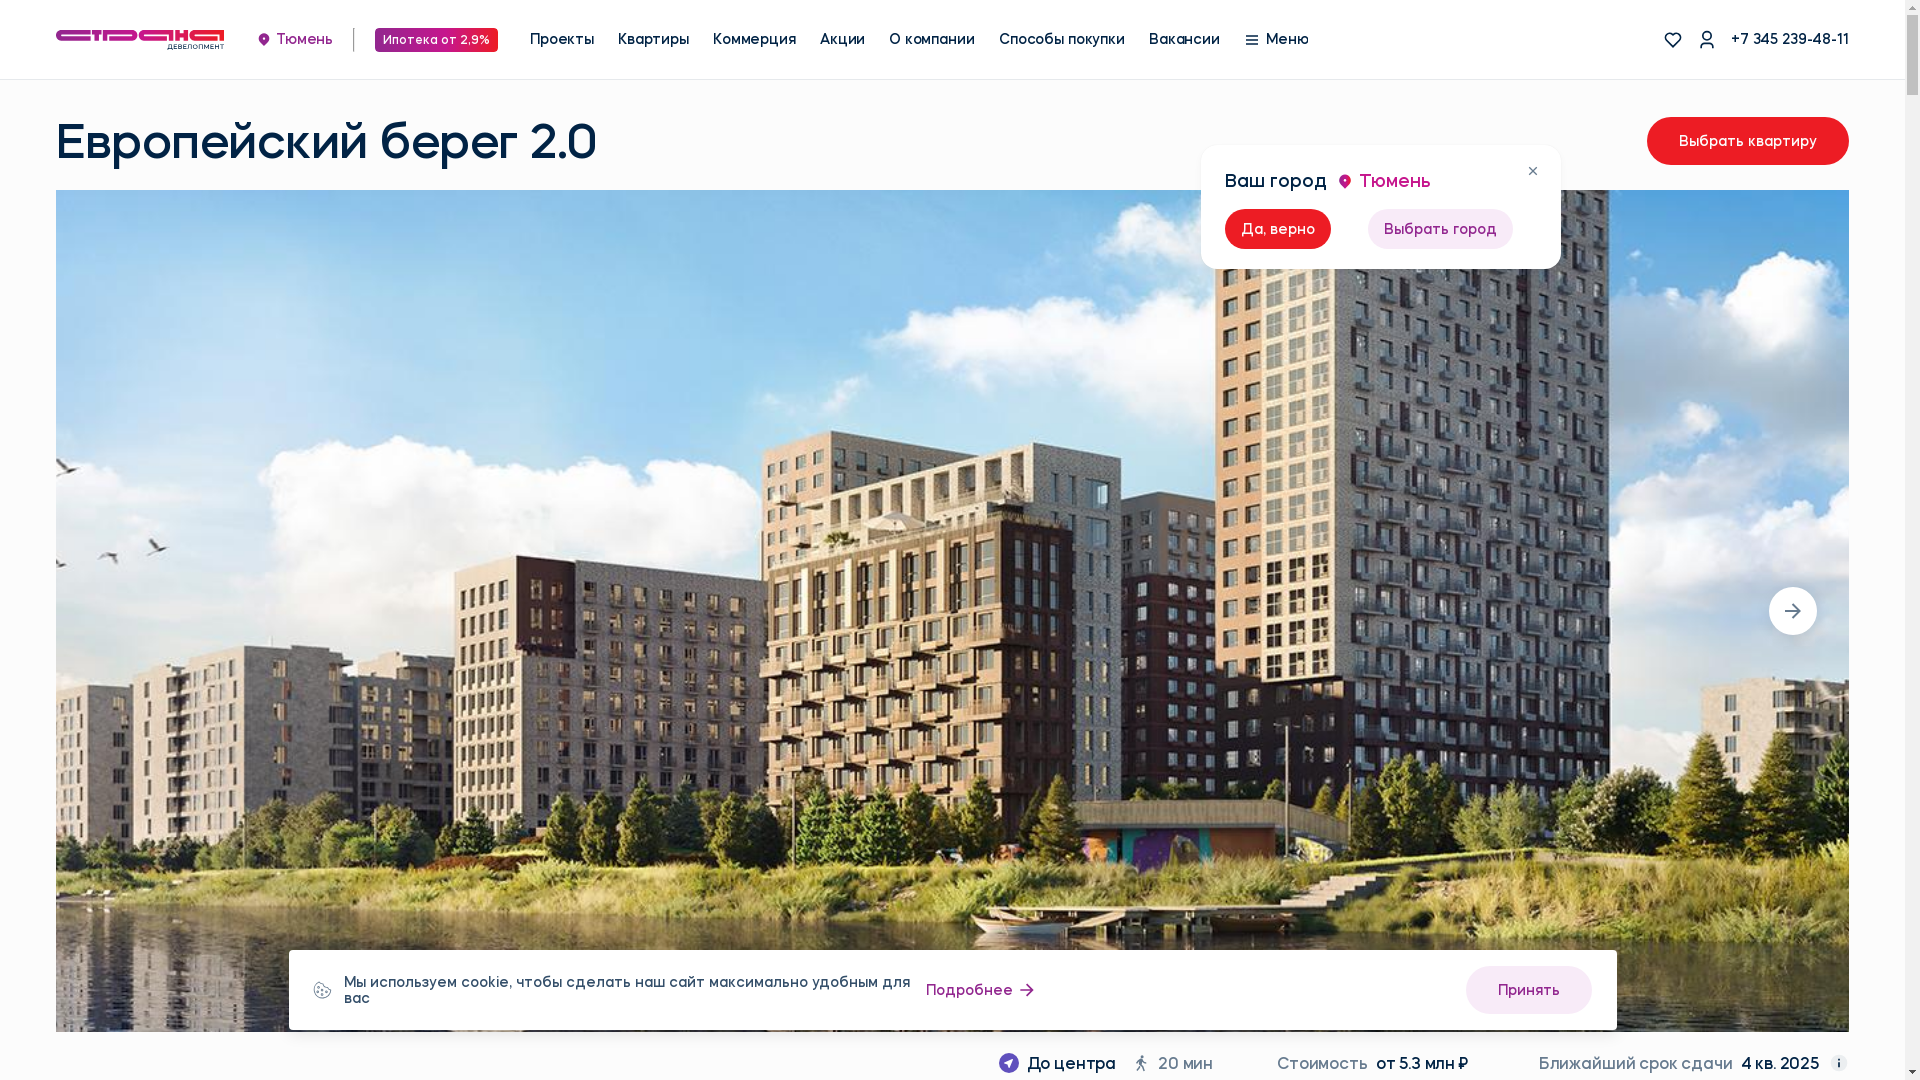 СТРАНА ДЕВЕЛОПМЕНТ
Тюмень
Ипотека от 2,9%
Проекты
Квартиры
Коммерция
Акции
О компании
Способы покупки
Вакансии
Меню
+7 345 239-48-11
Европейский берег 2.0
Выбрать квартиру
Ваш город Тюмень
Да, верно
Выбрать город
Мы используем cookie, чтобы сделать наш сайт максимально удобным для
вас
Подробнее
Принять
До центра
20 мин
Стоимость от 5.3 млн ₽
Ближайший срок сдачи 4 кв. 2025